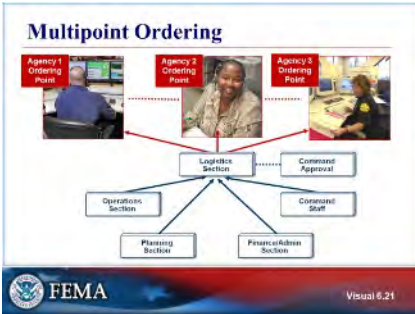 Multipoint Ordering
Agency 1
Ordering
Point
Agency 2
Ordering
Point
Agency 3
Ordering
Point
Logistics
Section
Command
Approval
Operations
Section
Command
Staff
Planning
Section
Finance/Admin
Section
FEMA
Visual 6.21